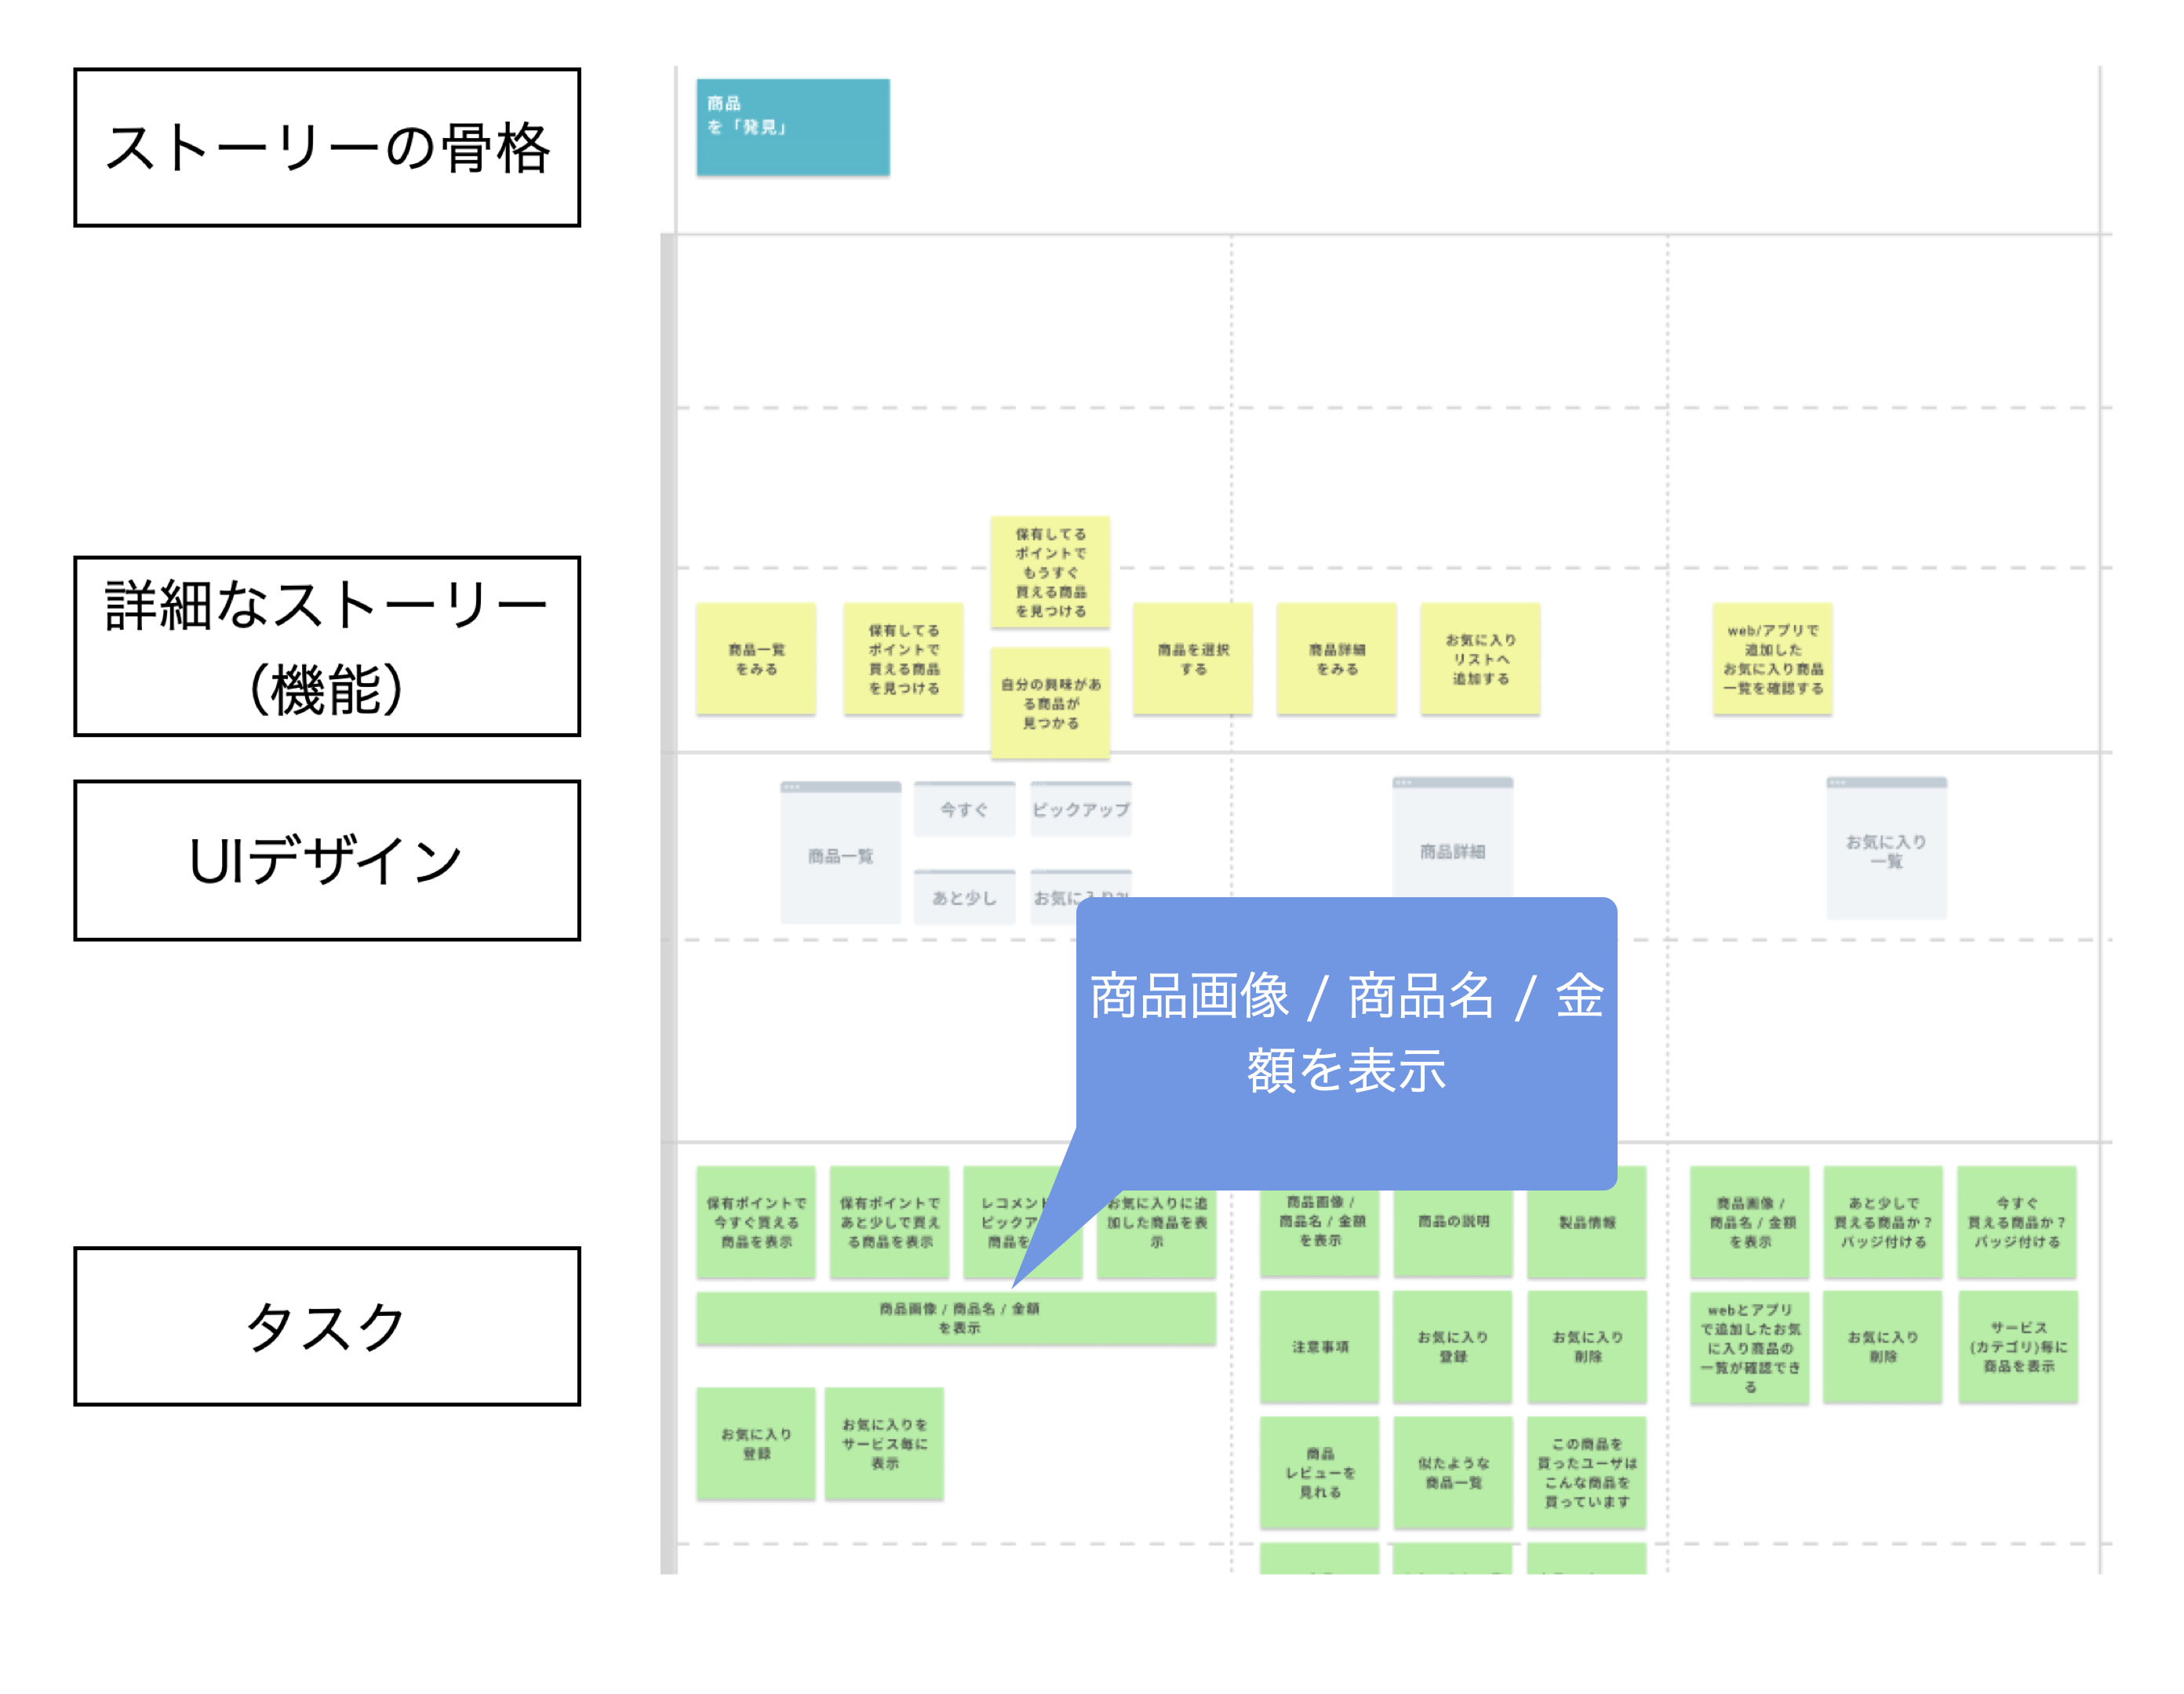 ストーリーの骨格
商品
を「発見」
詳細なストーリー
（機能）
保有してる
ポイントで
もうすぐ
買える商品
を見つける
商品一覧
をみる
保有してる
ポイントで
買える商品
を見つける
自分の興味があ
る商品が
見つかる
商品を選択
する
商品詳細
をみる
お気に入り
リストへ
追加する
web/アプリで
追加した
お気に入り商品
一覧を確認する
UIデザイン
商品一覧
今すぐ
ピックアップ
あと少し
お気に入り
商品詳細
お気に入り
一覧
商品画像 / 商品名 / 金
額を表示
タスク
保有ポイントで
今すぐ買える
商品を表示
保有ポイントで
あと少しで買え
る商品を表示
レコメント
ピックア
商品を
お気に入りに追
加した商品を表
示
商品画像 / 商品名 / 金額
を表示
お気に入り
登録
お気に入りを
サービス毎に
表示
商品画像 /
商品名 / 金額
を表示
商品の説明
製品情報
注意事項
お気に入り
登録
お気に入り
削除
商品
レビューを
見れる
似たような
商品一覧
この商品を
買ったユーザは
こんな商品を
買っています
商品画像 /
商品名 / 金額
を表示
あと少しで
買える商品か？
バッジ付ける
今すぐ
買える商品か？
バッジ付ける
webとアプリ
で追加したお気
に入り商品の
一覧が確認でき
る
お気に入り
削除
サービス
(カテゴリ)毎に
商品を表示